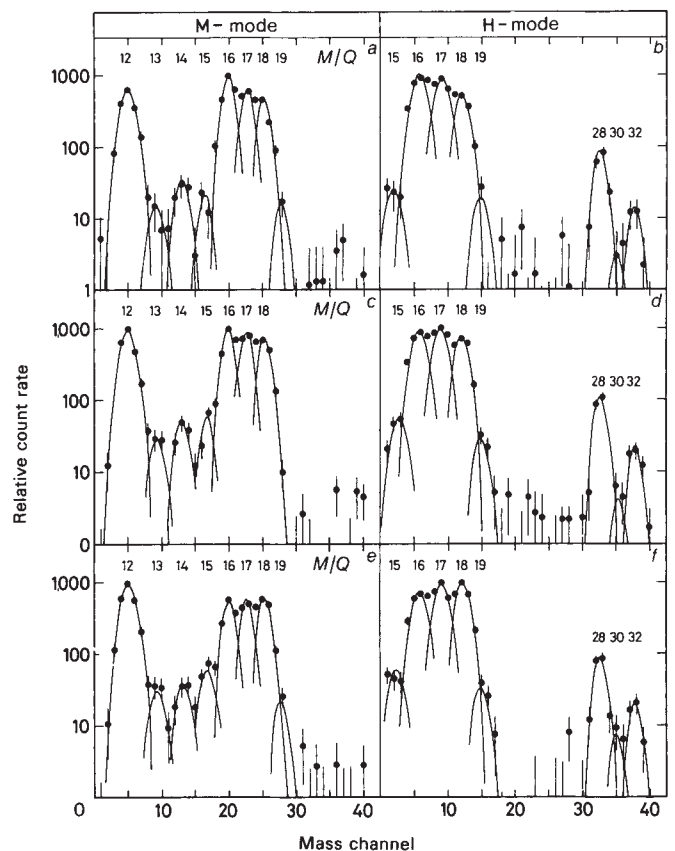 M-mode H-mode
12 13 14 15 16 17 18 19 M/Q a
15 16 17 18 19 b
28 30 32
1000
100
10
1
12 13 14 15 16 17 18 M/Q c
15 16 17 18 19 d
28 30 32
1,000
100
10
0
12 13 14 15 16 17 18 19 M/Q e
15 16 17 18 19 f
28 30 32
1,000
100
10
0 10 20 30 0 10 20 30 40
40
Relative count rate
Mass channel